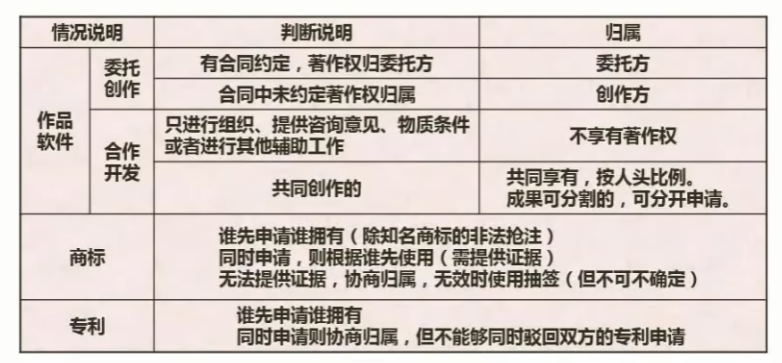 情况说明 判断说明 归属
作品
软件
委托
创作
有合同约定，著作权归委托方 委托方
合同中未约定著作权归属 创作方
合作
开发
只进行组织、提供咨询意见、物质条件
或者进行其他辅助工作
不享有著作权
共同创作的
共同享有，按人头比例。
成果可分割的，可分开申请。
商标
谁先申请谁拥有（除知名商标的非法抢注）
同时申请，则根据谁先使用（需提供证据）
无法提供证据，协商归属，无效时使用抽签（但不可不确定）
专利
谁先申请谁拥有
同时申请则协商归属，但不能够同时驳回双方的专利申请